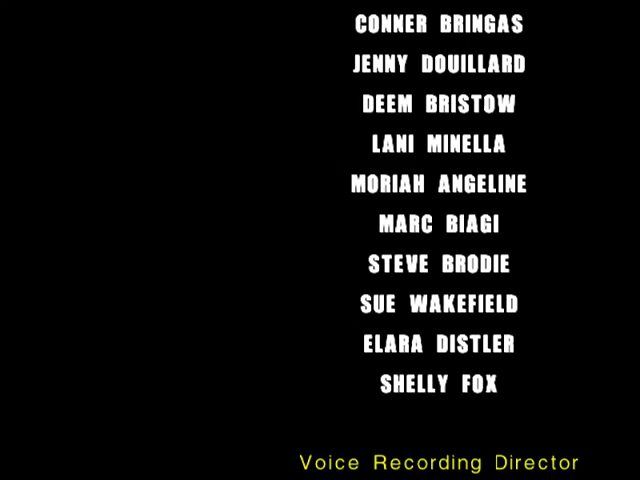 CONNER BRINGAS
JENNY DOUILLARD
DEEM BRISTOW
LANI MINELLA
MORIAH ANGELINE
MARC BIAGI
STEVE BRODIE
SUE WAKEFIELD
ELARA DISTLER
SHELLY FOX
Voice Recording Director